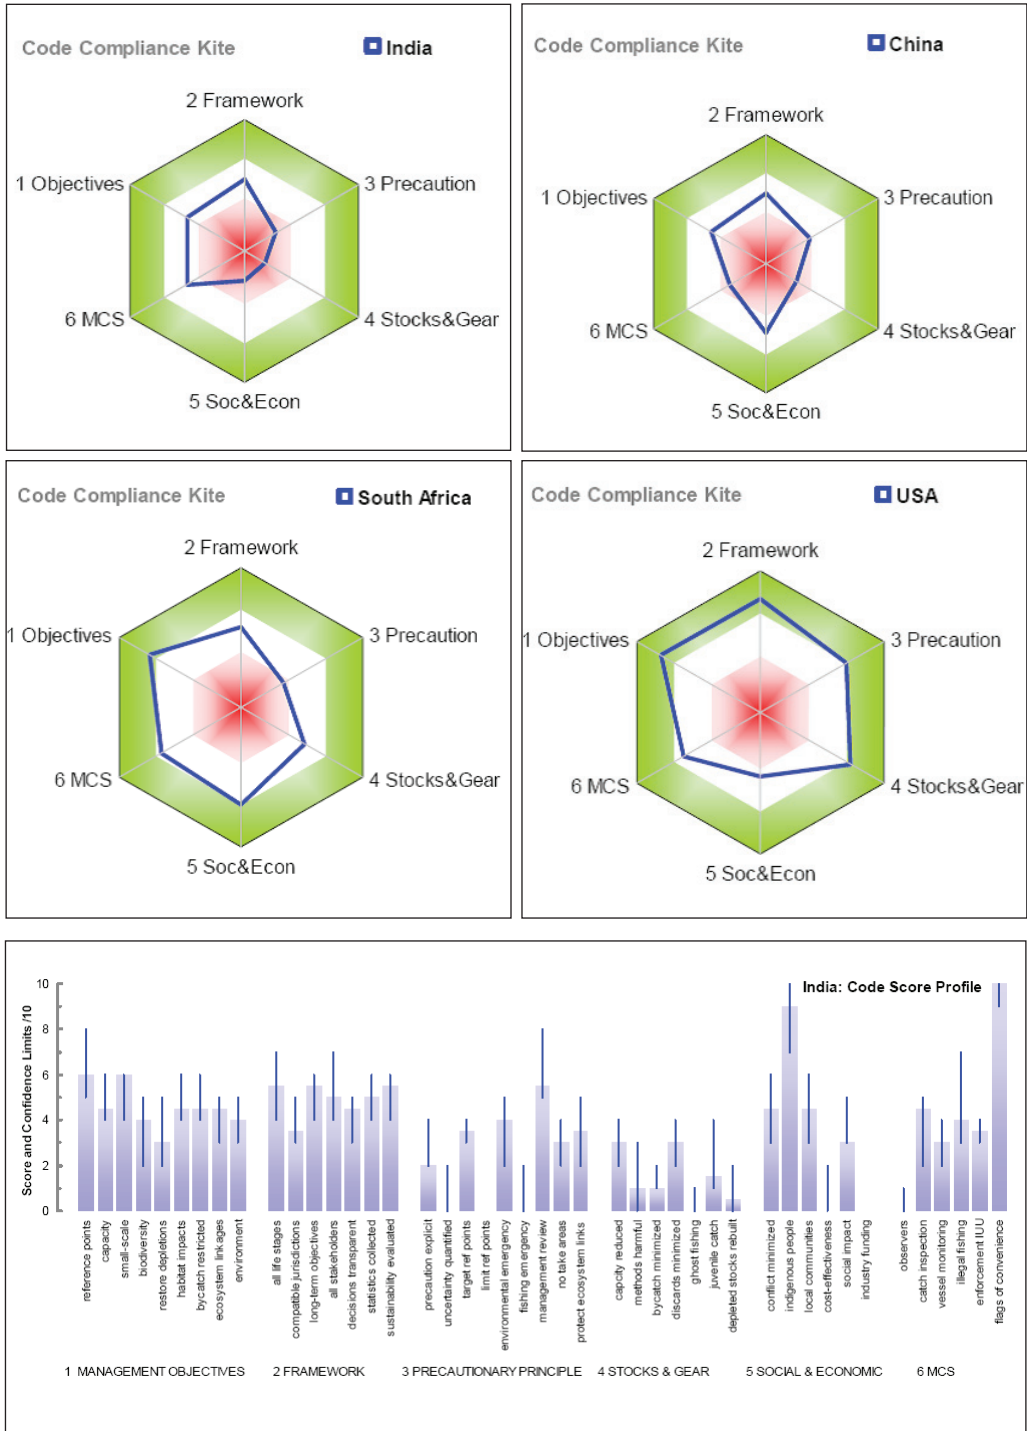 Code Compliance Kite
India
2 Framework
1 Objectives
3 Precaution
6 MCS
4 Stocks&Gear
5 Soc&Econ
Code Compliance Kite
China
2 Framework
1 Objectives
3 Precaution
6 MCS
4 Stocks&Gear
5 Soc&Econ
Code Compliance Kite
South Africa
2 Framework
1 Objectives
3 Precaution
6 MCS
4 Stocks&Gear
5 Soc&Econ
Code Compliance Kite
USA
2 Framework
1 Objectives
3 Precaution
6 MCS
4 Stocks&Gear
5 Soc&Econ
India: Code Score Profile
Score and Confidence Limits /10
10
8
6
4
2
0
reference points
capacity
small-scale
biodiversity
restore depletions
habitat impacts
bycatch restricted
ecosystem linkages
environment
all life stages
compatible jurisdictions
long-term objectives
all stakeholders
decisions transparent
statistics collected
sustainability evaluated
precaution explicit
uncertainty quantified
target ref points
limit ref points
environmental emergency
fishing emergency
management review
no take areas
protect ecosystem links
capcity reduced
methods harmful
bycatch minimized
discards minimized
ghost fishing
juvenile catch
depleted stocks rebuilt
conflict minimized
indigenous people
local communities
cost-effectiveness
social impact
industry funding
observers
catch inspection
vessel monitoring
illegal fishing
enforcement IUU
flags of convenience
1 MANAGEMENT OBJECTIVES
2 FRAMEWORK
3 PRECAUTIONARY PRINCIPLE
4 STOCKS & GEAR
5 SOCIAL & ECONOMIC
6 MCS